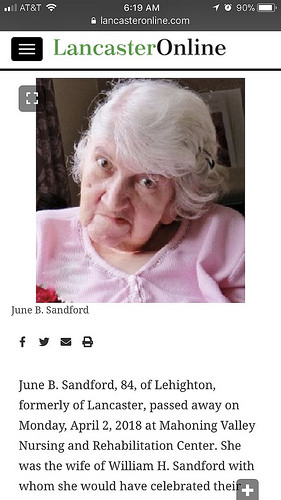 AT&T 6:19 AM 90%
lancasteronline.com
LancasterOnline
June B. Sandford
June B. Sandford, 84, of Lehighton,
formerly of Lancaster, passed away on
Monday, April 2, 2018 at Mahoning Valley
Nursing and Rehabilitation Center. She
was the wife of William H. Sandford with
whom she would have celebrated their